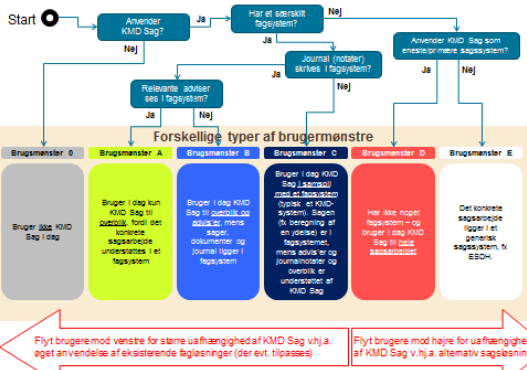 Start
Anvender
KMD Sag?
Ja
Nej
Har et særskilt
fagsystem?
Nej
Ja
Journal (notater)
skrives i fagsystem?
Ja
Nej
Anvender KMD Sag som
eneste/primære sagssystem?
Ja
Nej
Relevante adviser
ses i fagsystem?
Ja
Nej
Forskellige typer af brugermønstre
Brugsmønster 0
Brugsmønster A
Brugsmønster B
Brugsmønster C
Brugsmønster D
Brugsmønster E
Bruger ikke KMD
Sag i dag
Bruger i dag kun
KMD Sag til
overblik, fordi det
konkrete
sagsarbejde
understøttes i et
fagsystem
Bruger i dag KMD
Sag til overblik og
advis'er, mens
sager,
dokumenter og
journal ligger i
fagsystem
Bruger i dag KMD
Sag i samspil
med et fagsystem
(typisk et KMD-
system). Sagen
(fx beregning af
en ydelse) er i
fagsystemet,
mens advis'er og
journalnotater og
overblik er
understøttet af
KMD Sag
Har ikke noget
fagsystem – og
bruger i dag KMD
Sag til hele
sagsarbejdet
Det konkrete
sagsarbejde
ligger i et
generisk
sagssystem, fx
ESDH.
Flyt brugere mod venstre for større uafhængighed af KMD Sag vhj.a.
øget anvendelse af eksisterende fagløsninger (der evt. tilpasses)
Flyt brugere mod højre for uafhængighe
af KMD Sag v.hj.a. alternativ sagsløsnin